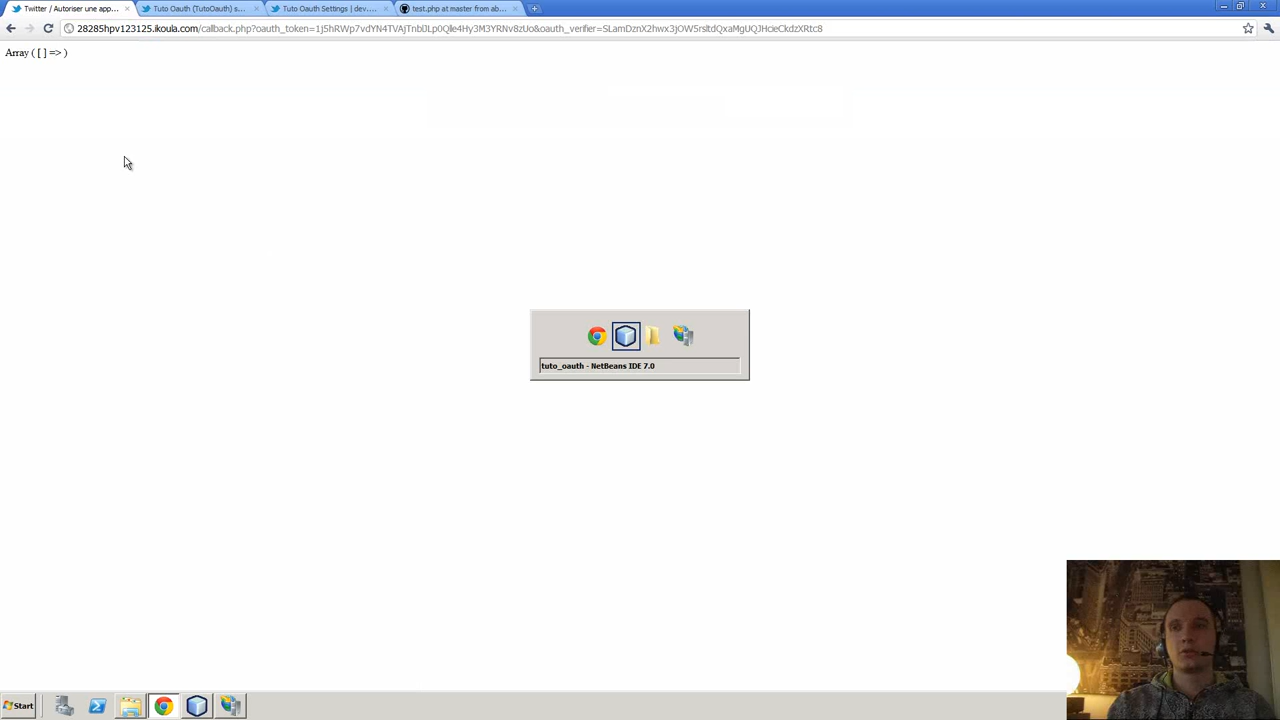 Twitter / Autoriser une app...
Tuto Oauth (TutoOauth) s...
Tuto Oauth Settings | dev....
test.php at master from ab...
28285hpv123125.ikoula.com/callback.php?oauth_token=1j5hRWp7vdYN4TVAjTnblJLp0Qlle4Hy3M3YRNv8zUo&oauth_verifier=SLamDznX2hwx3jOW5rsltdQxaMgUQJHcieCkdzXRtc8
Array ( [ ] => )
tuto_oauth - NetBeans IDE 7.0
Start